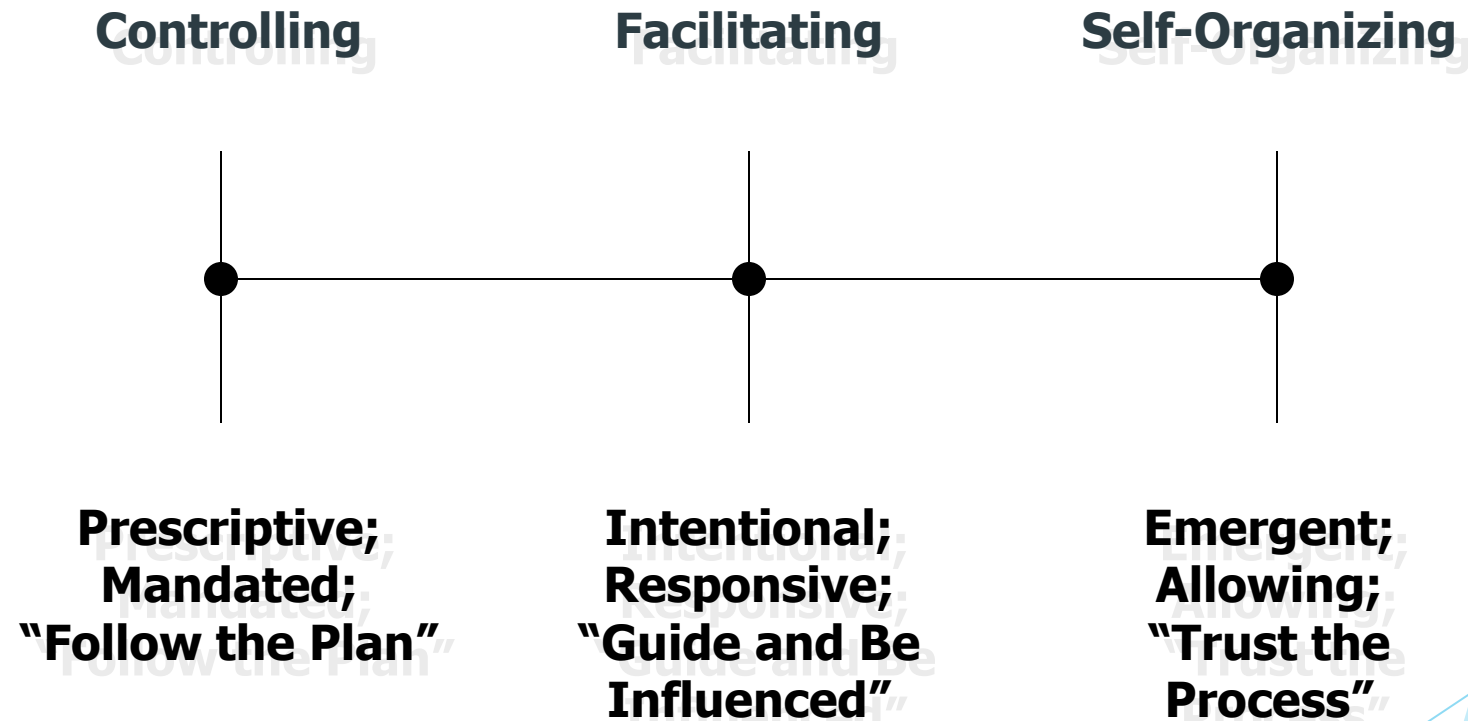 Controlling
Facilitating
Self-Organizing
Prescriptive;
Mandated;
“Follow the Plan”
Intentional;
Responsive;
“Guide and Be
Influenced”
Emergent;
Allowing;
“Trust the
Process”